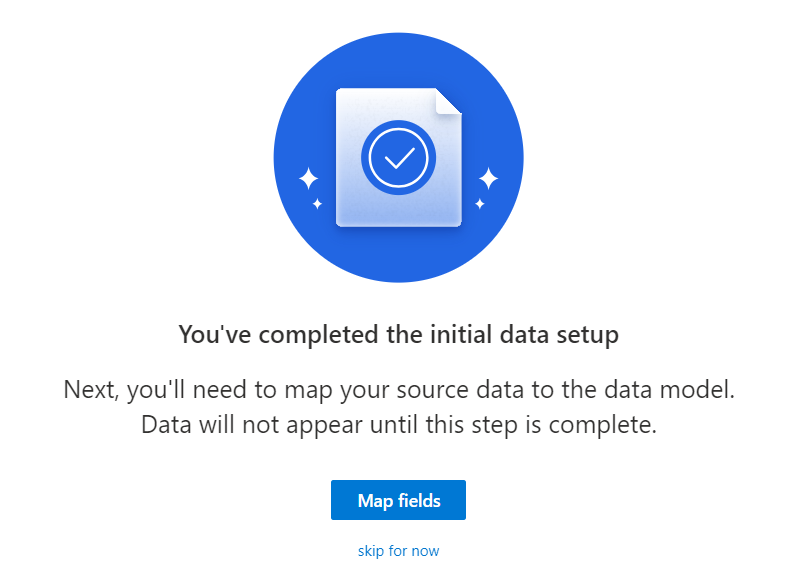 You've completed the initial data setup
Next, you'll need to map your source data to the data model.
Data will not appear until this step is complete.
Map fields
skip for now